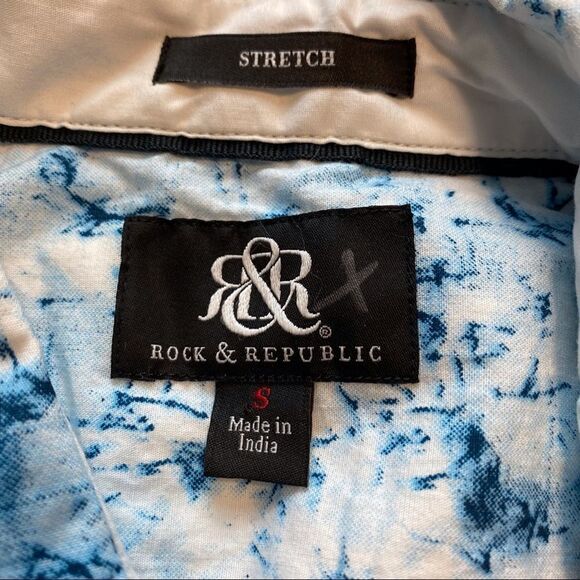 STRETCH
R&R®
ROCK & REPUBLIC
S
Made in
India